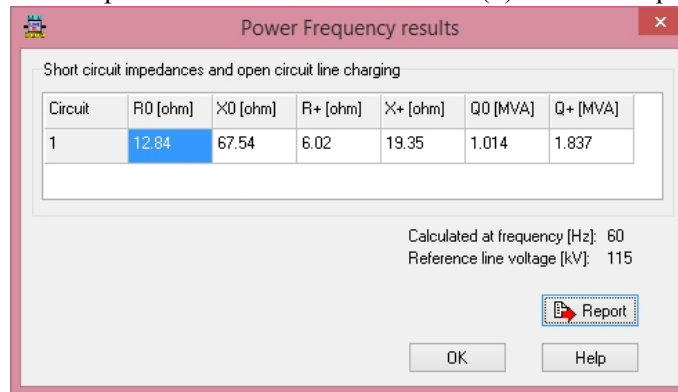 Power Frequency results
Short circuit impedances and open circuit line charging
Circuit R0 [ohm] X0 [ohm] R+ [ohm] X+ [ohm] Q0 [MVA] Q+ [MVA]
1 12.84 67.54 6.02 19.35 1.014 1.837
Calculated at frequency [Hz]: 60
Reference line voltage [kV]: 115
Report
OK Help